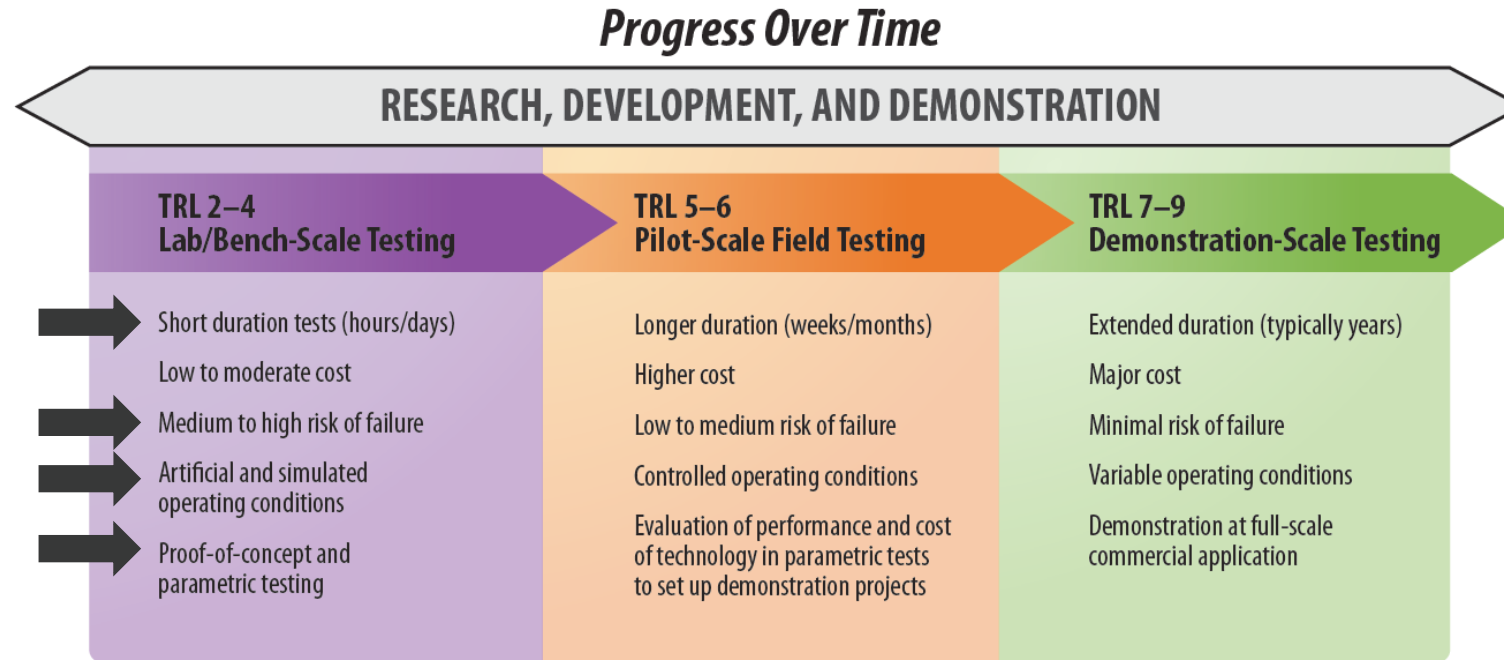 Progress Over Time
RESEARCH, DEVELOPMENT, AND DEMONSTRATION
TRL 2–4
Lab/Bench-Scale Testing
Short duration tests (hours/days)
Low to moderate cost
Medium to high risk of failure
Artificial and simulated
operating conditions
Proof-of-concept and
parametric testing
TRL 5–6
Pilot-Scale Field Testing
Longer duration (weeks/months)
Higher cost
Low to medium risk of failure
Controlled operating conditions
Evaluation of performance and cost
of technology in parametric tests
to set up demonstration projects
TRL 7–9
Demonstration-Scale Testing
Extended duration (typically years)
Major cost
Minimal risk of failure
Variable operating conditions
Demonstration at full-scale
commercial application